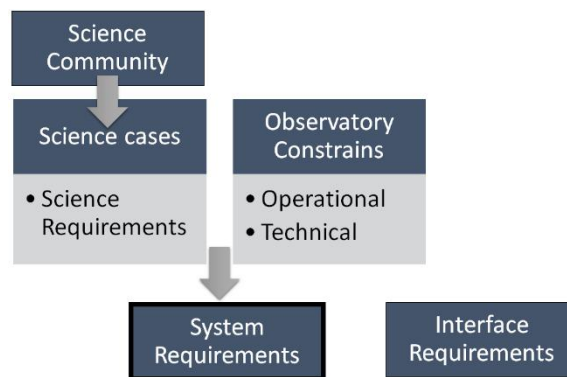 Science
Community
Science cases
• Science
Requirements
Observatory
Constrains
• Operational
• Technical
System
Requirements
Interface
Requirements